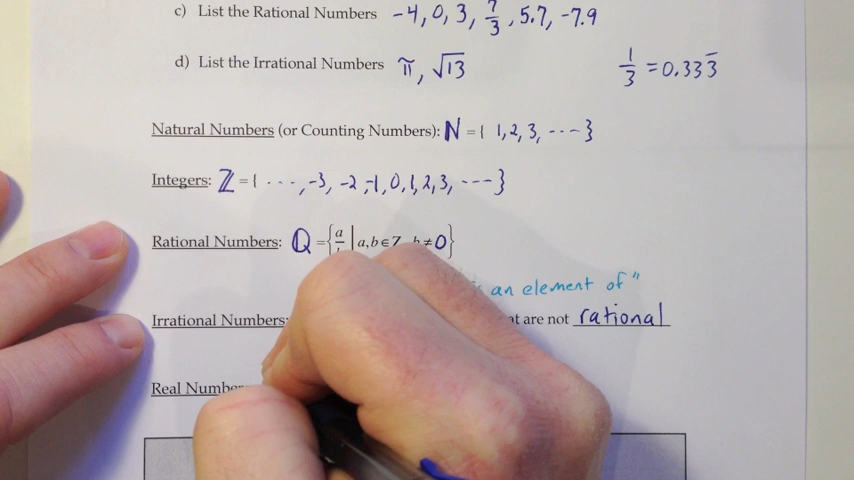 c) List the Rational Numbers -4, 0, 3, 7/3, 5.7, -7.9
d) List the Irrational Numbers π, √13
1/3 = 0.333̅
Natural Numbers (or Counting Numbers): ℕ = { 1, 2, 3, ---- }
Integers: ℤ = { ···, -3, -2, -1, 0, 1, 2, 3, ---- }
Rational Numbers: ℚ = { a | a, b ∈ ≠ 0 }
an element of "
Irrational Numbers: are not rational
Real